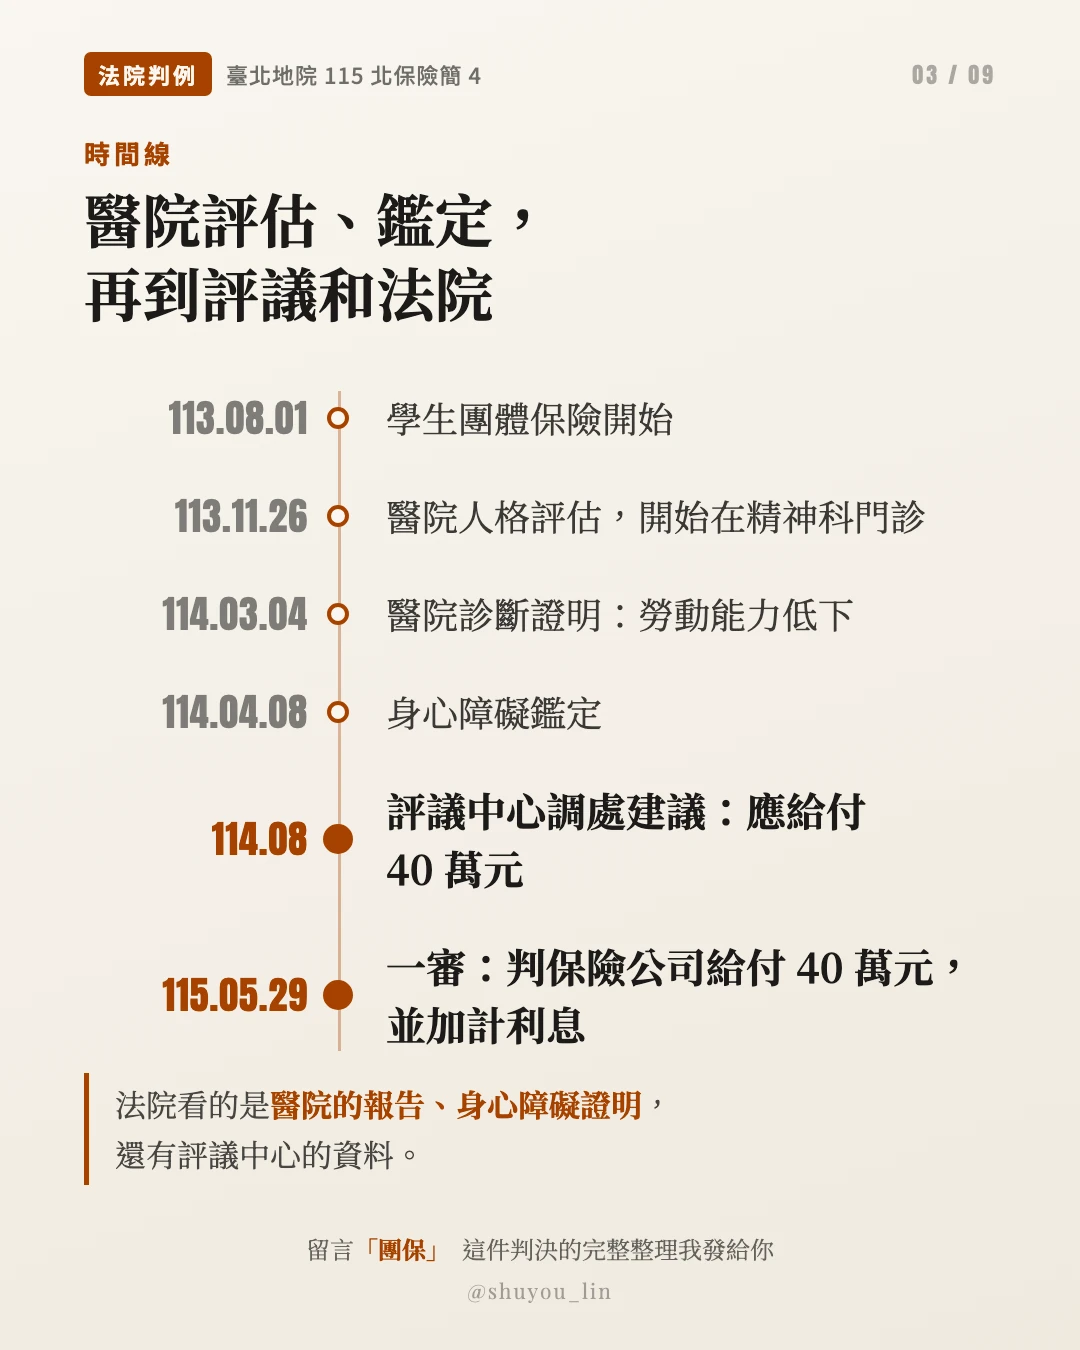 法院判例 臺北地院 115 北保險簡 4
03 / 09
時間線
醫院評估、鑑定，
再到評議和法院
113.08.01 學生團體保險開始
113.11.26 醫院人格評估，開始在精神科門診
114.03.04 醫院診斷證明：勞動能力低下
114.04.08 身心障礙鑑定
114.08 評議中心調處建議：應給付
40 萬元
115.05.29 一審：判保險公司給付 40 萬元，
並加計利息
法院看的是醫院的報告、身心障礙證明，
還有評議中心的資料。
留言「團保」 這件判決的完整整理我發給你
@shuyou_lin